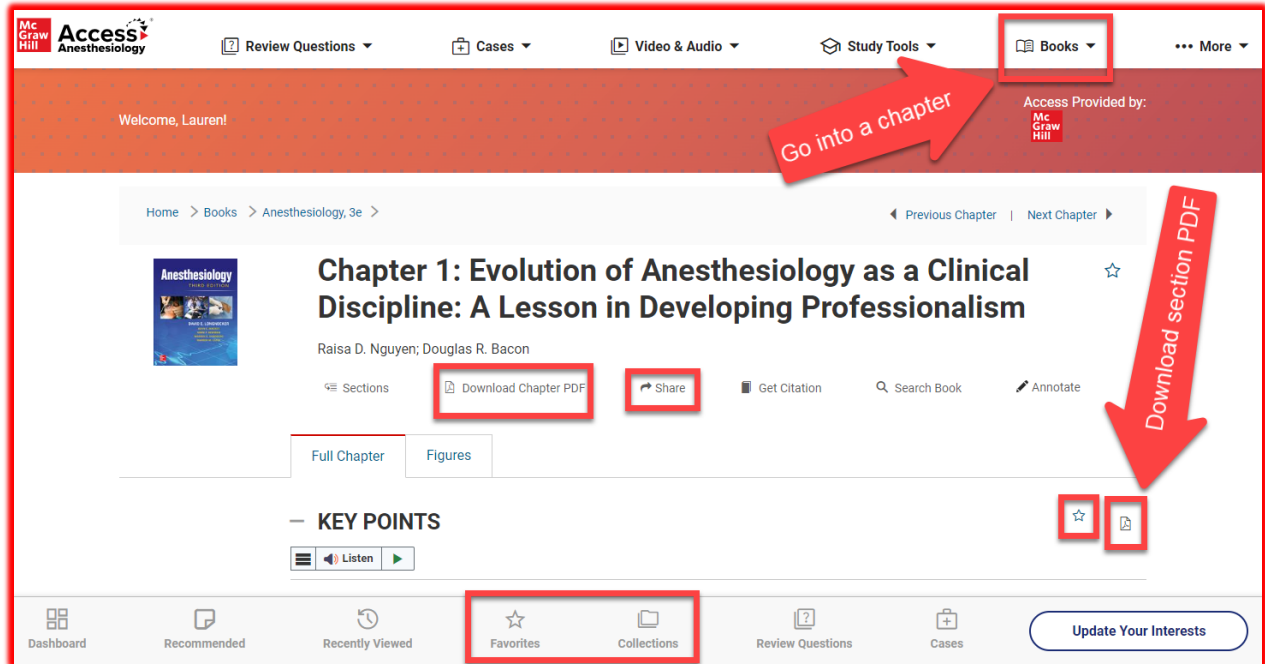 Mc Graw Hill
Access
Anesthesiology
Review Questions
Cases
Video & Audio
Study Tools
Books
More
Go into a chapter
Welcome, Lauren!
Access Provided by:
Mc Graw Hill
Home > Books > Anesthesiology, 3e >
Previous Chapter | Next Chapter
Download section PDF
Anesthesiology
THIRD EDITION
Chapter 1: Evolution of Anesthesiology as a Clinical
Discipline: A Lesson in Developing Professionalism
Raisa D. Nguyen; Douglas R. Bacon
Sections
Download Chapter PDF
Share
Get Citation
Search Book
Annotate
Full Chapter
Figures
KEY POINTS
Listen
Dashboard
Recommended
Recently Viewed
Favorites
Collections
Review Questions
Cases
Update Your Interests